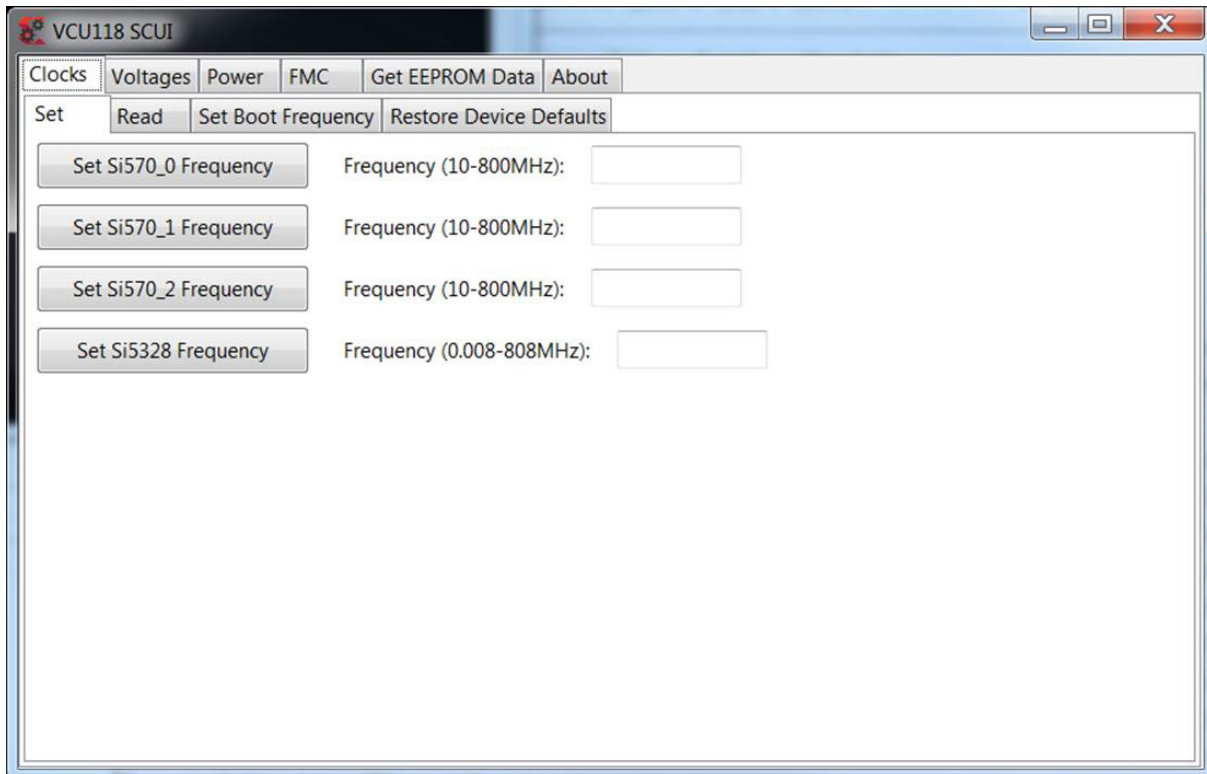 VCU118 SCUI
Clocks Voltages Power FMC Get EEPROM Data About
Set Read Set Boot Frequency Restore Device Defaults
Set Si570_0 Frequency Frequency (10-800MHz):
Set Si570_1 Frequency Frequency (10-800MHz):
Set Si570_2 Frequency Frequency (10-800MHz):
Set Si5328 Frequency Frequency (0.008-808MHz):